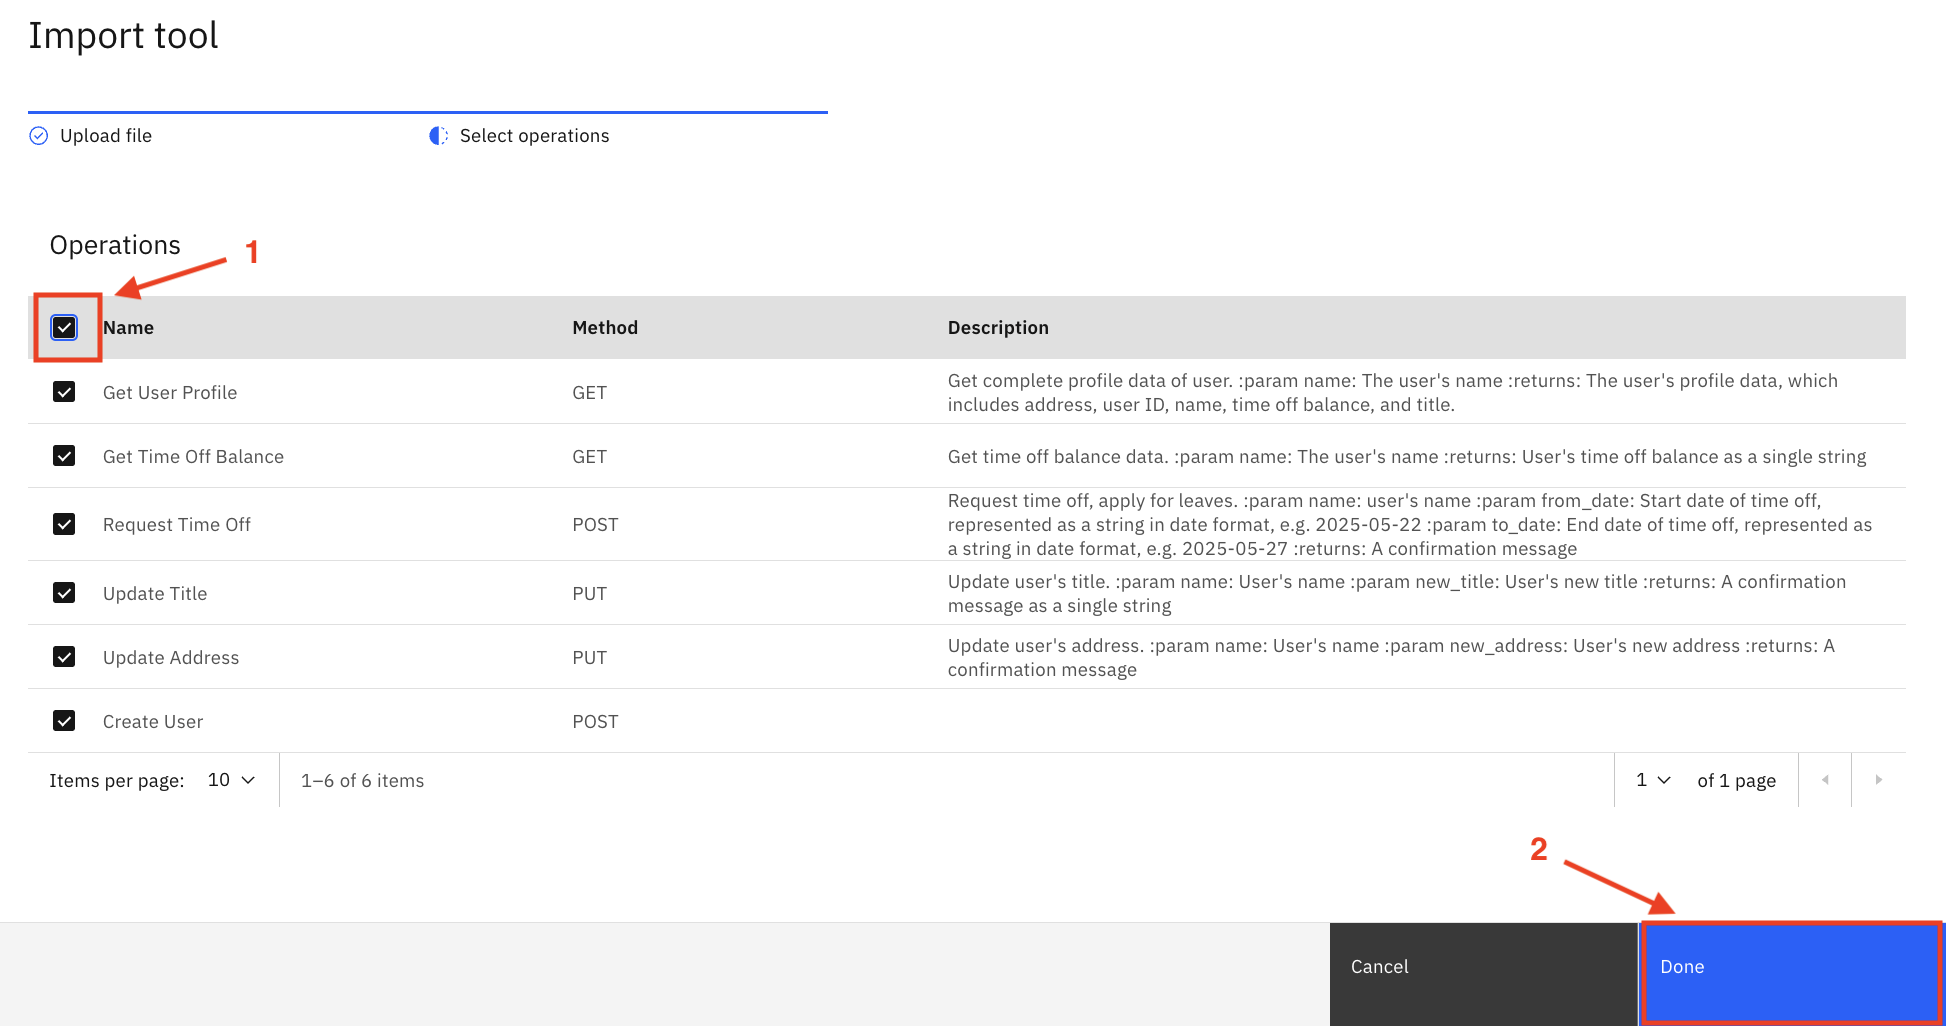 Import tool
Upload file
Select operations
Operations
1
Name Method Description
Get User Profile GET Get complete profile data of user. :param name: The user's name :returns: The user's profile data, which
includes address, user ID, name, time off balance, and title.
Get Time Off Balance GET Get time off balance data. :param name: The user's name :returns: User's time off balance as a single string
Request Time Off POST Request time off, apply for leaves. :param name: user's name :param from_date: Start date of time off,
represented as a string in date format, e.g. 2025-05-22 :param to_date: End date of time off, represented as
a string in date format, e.g. 2025-05-27 :returns: A confirmation message
Update Title PUT Update user's title. :param name: User's name :param new_title: User's new title :returns: A confirmation
message as a single string
Update Address PUT Update user's address. :param name: User's name :param new_address: User's new address :returns: A
confirmation message
Create User POST
Items per page: 10 1–6 of 6 items 1 of 1 page
2
Cancel Done